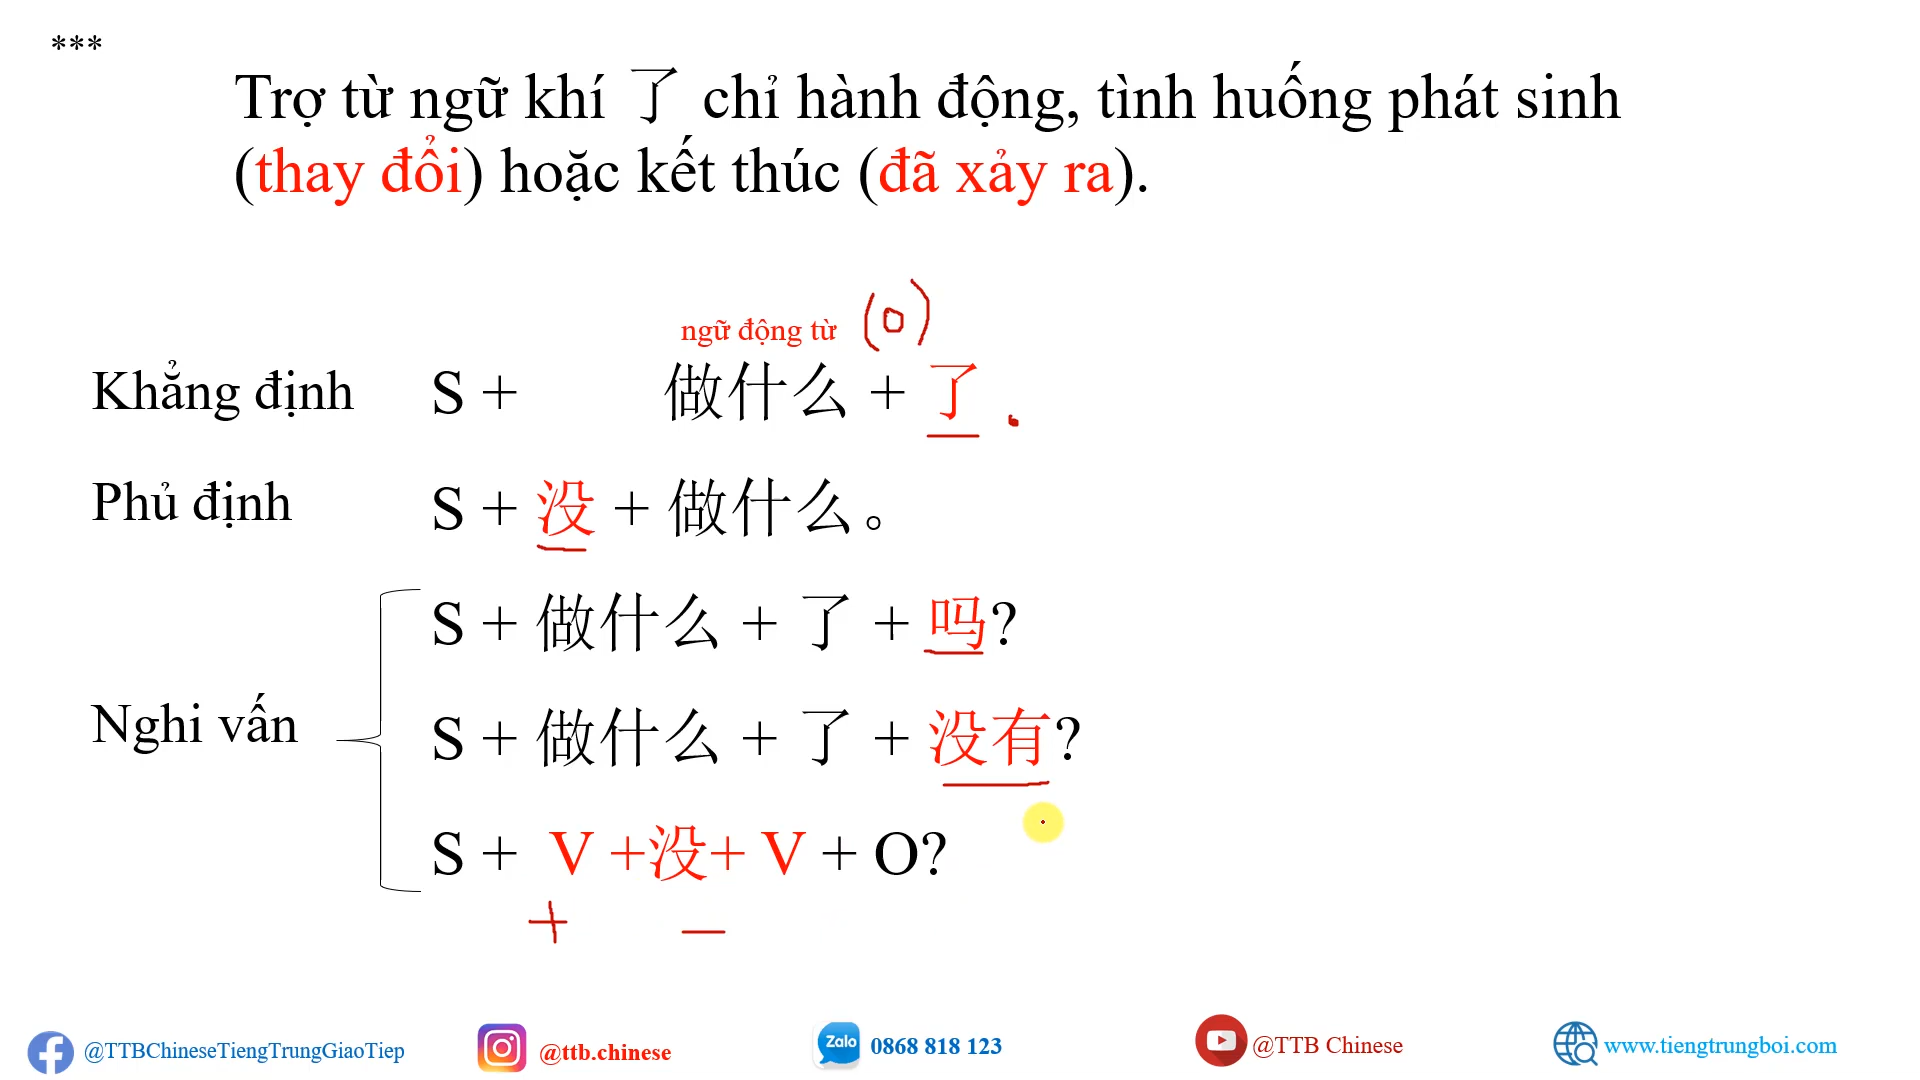 ***
Trợ từ ngữ khí 了 chỉ hành động, tình huống phát sinh
(thay đổi) hoặc kết thúc (đã xảy ra).
ngữ động từ (O)
Khẳng định S + 做什么 + 了 .
Phủ định S + 没 + 做什么。
S + 做什么 + 了 + 吗?
Nghi vấn
S + 做什么 + 了 + 没有?
S + V +没+ V + O?
+ −
@TTBChineseTiengTrungGiaoTiep
@ttb.chinese
Zalo 0868 818 123
@TTB Chinese
www.tiengtrungboi.com